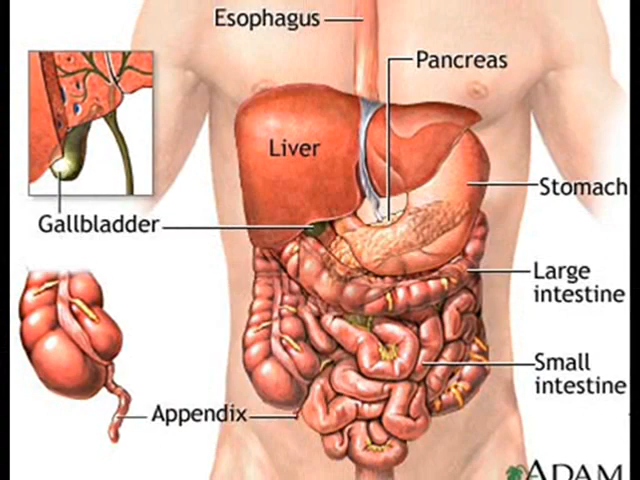 Esophagus
Pancreas
Liver
Stomach
Gallbladder
Large
intestine
Small
intestine
Appendix
ADAM